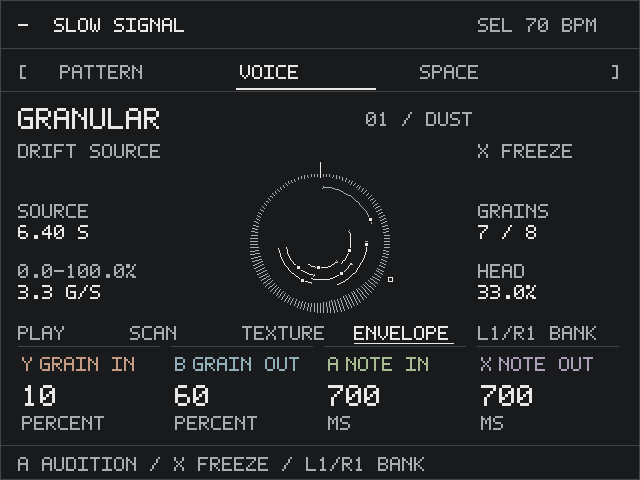 — SLOW SIGNAL SEL 70 BPM
[ PATTERN VOICE SPACE ]
GRANULAR 01 / DUST
DRIFT SOURCE X FREEZE
SOURCE GRAINS
6.40 S 7 / 8
0.0-100.0% HEAD
3.3 G/S 33.0%
PLAY SCAN TEXTURE ENVELOPE L1/R1 BANK
Y GRAIN IN B GRAIN OUT A NOTE IN X NOTE OUT
10 60 700 700
PERCENT PERCENT MS MS
A AUDITION / X FREEZE / L1/R1 BANK